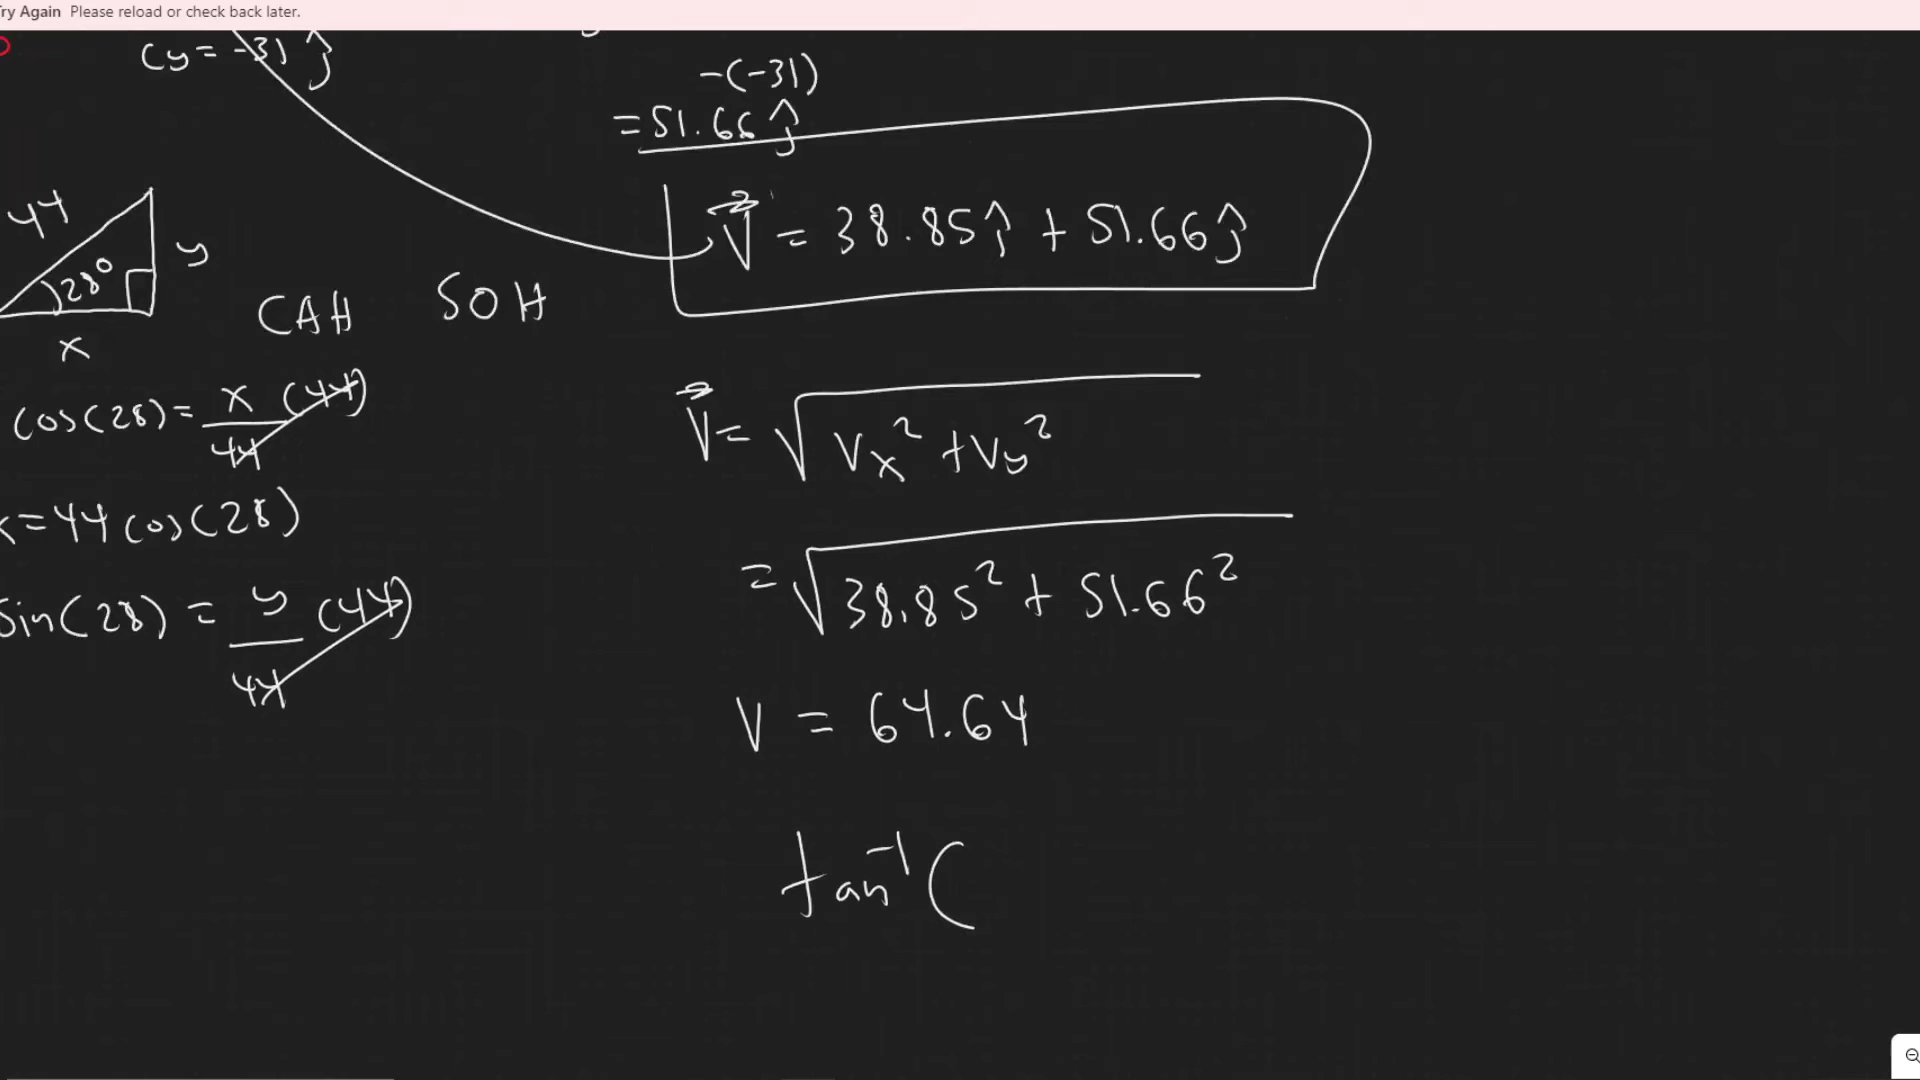 Try Again Please reload or check back later.
Cy = -31 ĵ
44
28°
y
x
CAH SOH
cos(28) = x/44 (44)
x = 44 cos(28)
sin(28) = y/44 (44)
-(-31)
= 51.66 ĵ
V⃗ = 38.85 î + 51.66 ĵ
V⃗ = √(Vx² + Vy²)
= √(38.85² + 51.66²)
V = 64.64
tan⁻¹(